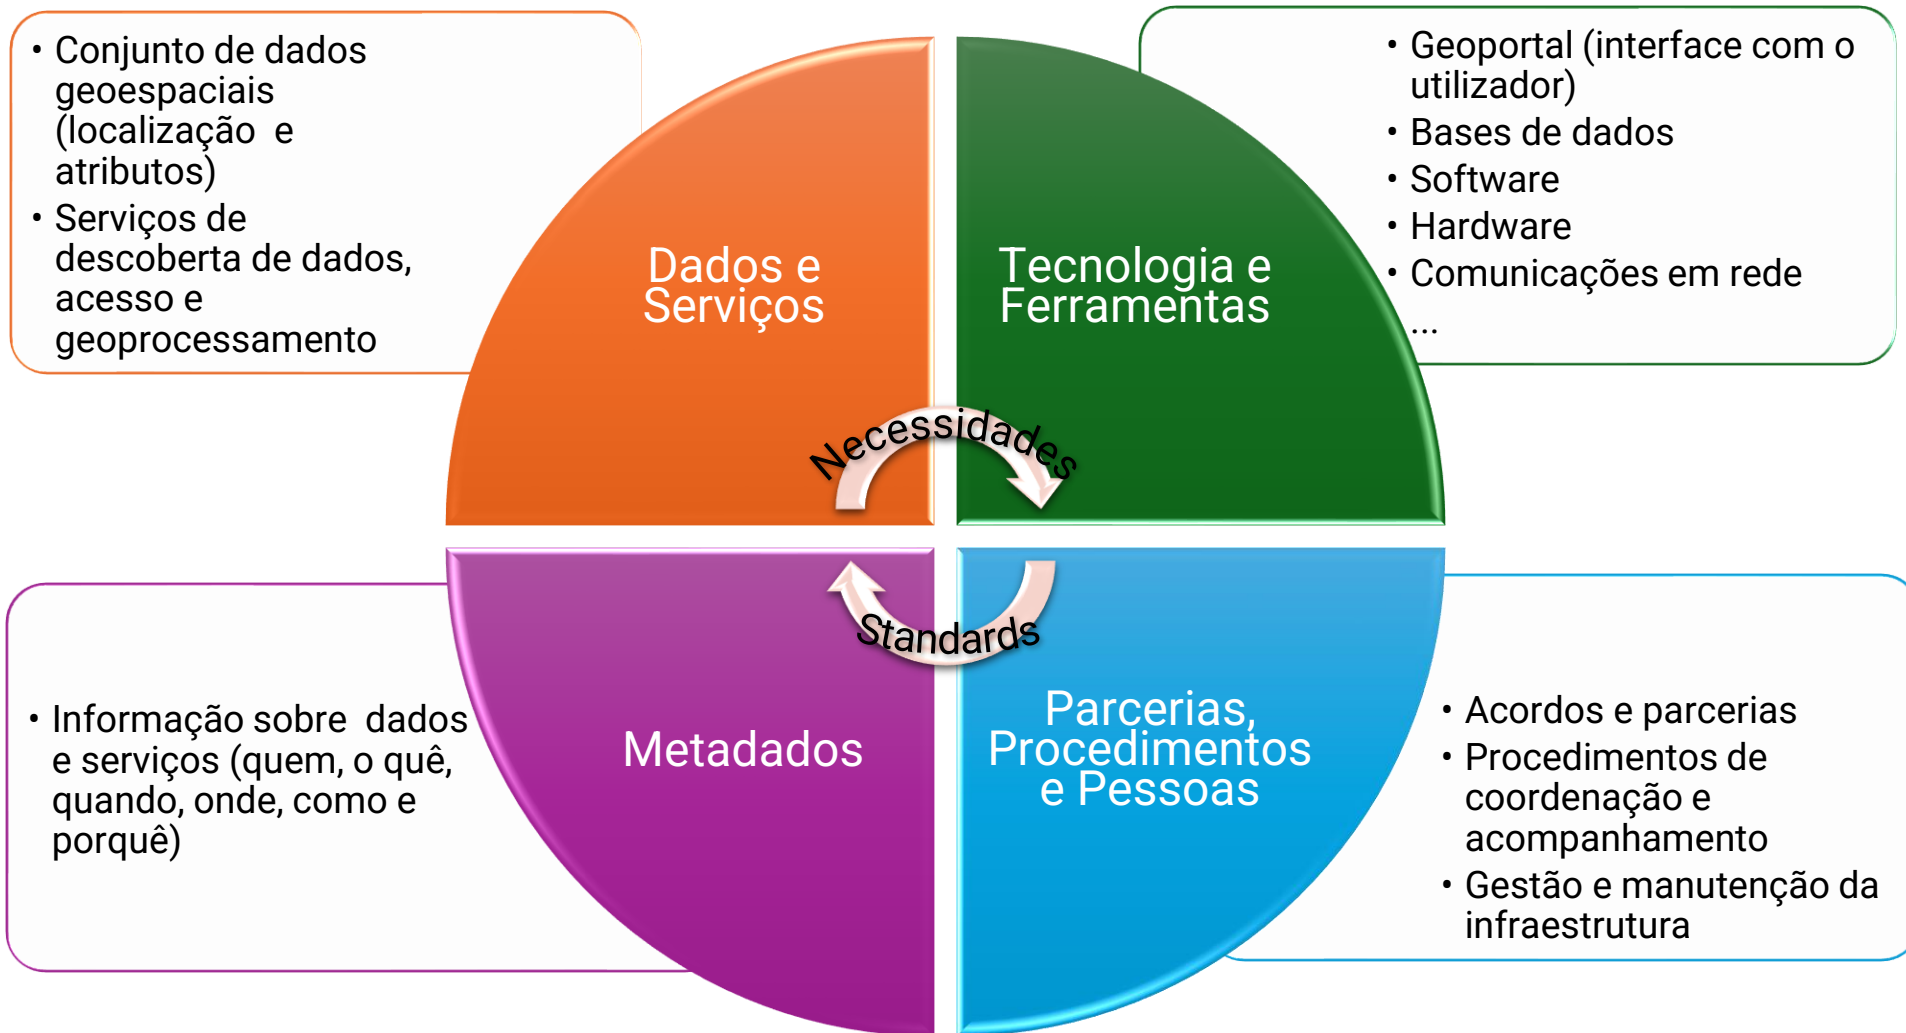 • Conjunto de dados
geoespaciais
(localização e
atributos)
• Serviços de
descoberta de dados,
acesso e
geoprocessamento
Dados e
Serviços
Tecnologia e
Ferramentas
• Geoportal (interface com o
utilizador)
• Bases de dados
• Software
• Hardware
• Comunicações em rede
...
Necessidades
Standards
• Informação sobre dados
e serviços (quem, o quê,
quando, onde, como e
porquê)
Metadados
Parcerias,
Procedimentos
e Pessoas
• Acordos e parcerias
• Procedimentos de
coordenação e
acompanhamento
• Gestão e manutenção da
infraestrutura